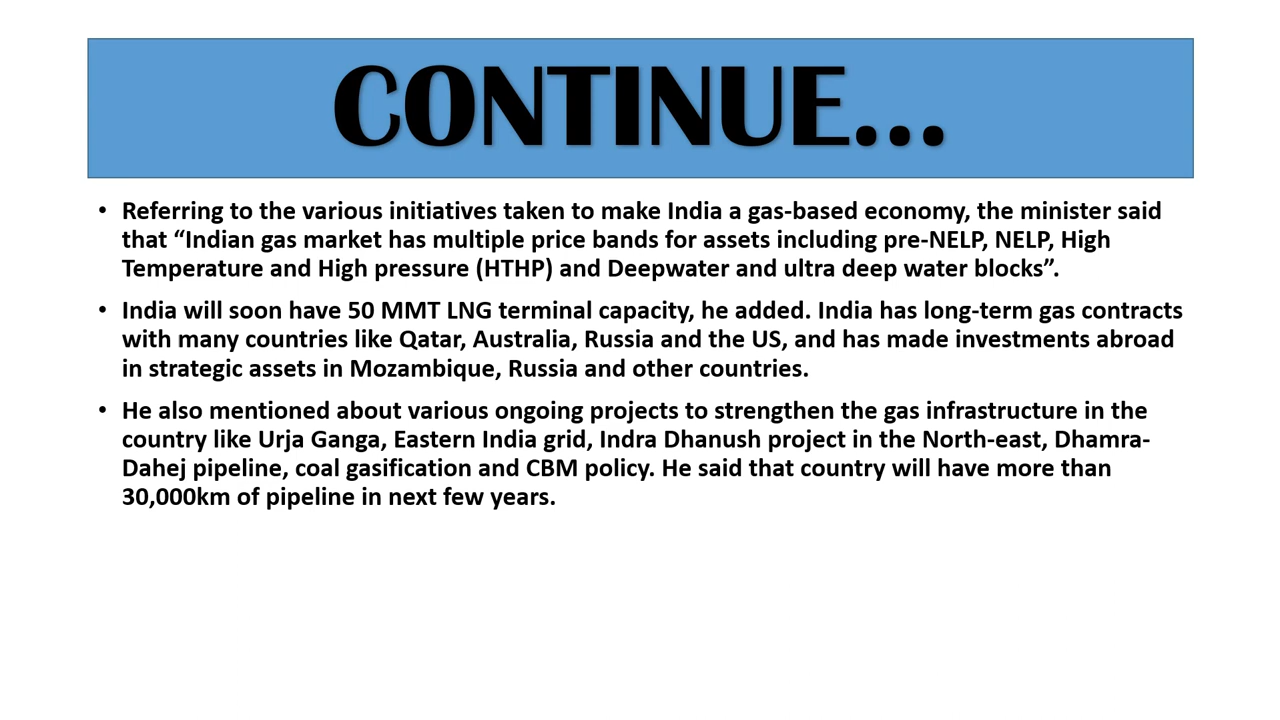 CONTINUE...
• Referring to the various initiatives taken to make India a gas-based economy, the minister said
that “Indian gas market has multiple price bands for assets including pre-NELP, NELP, High
Temperature and High pressure (HTHP) and Deepwater and ultra deep water blocks”.
• India will soon have 50 MMT LNG terminal capacity, he added. India has long-term gas contracts
with many countries like Qatar, Australia, Russia and the US, and has made investments abroad
in strategic assets in Mozambique, Russia and other countries.
• He also mentioned about various ongoing projects to strengthen the gas infrastructure in the
country like Urja Ganga, Eastern India grid, Indra Dhanush project in the North-east, Dhamra-
Dahej pipeline, coal gasification and CBM policy. He said that country will have more than
30,000km of pipeline in next few years.